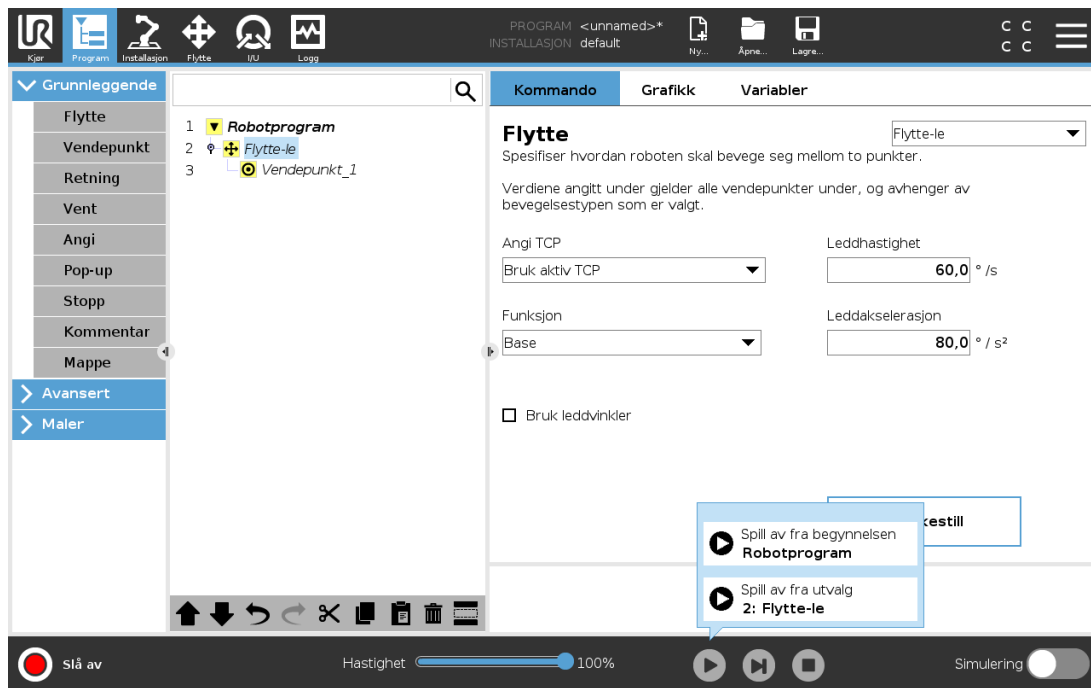 UR
PROGRAM <unnamed>*
INSTALLASJON default
Kjør
Program
Installasjon
Flytte
I/U
Logg
Ny...
Åpne...
Lagre...
C C
C C
Grunnleggende
Flytte
Vendepunkt
Retning
Vent
Angi
Pop-up
Stopp
Kommentar
Mappe
Avansert
Maler
1 Robotprogram
2 Flytte-le
3 Vendepunkt_1
Kommando
Grafikk
Variabler
Flytte
Flytte-le
Spesifiser hvordan roboten skal bevege seg mellom to punkter.
Verdiene angitt under gjelder alle vendepunkter under, og avhenger av
bevegelsestypen som er valgt.
Angi TCP
Leddhastighet
Bruk aktiv TCP
60,0 ° /s
Funksjon
Leddakselerasjon
Base
80,0 ° / s²
Bruk leddvinkler
kestill
Spill av fra begynnelsen
Robotprogram
Spill av fra utvalg
2: Flytte-le
Slå av
Hastighet
100%
Simulering